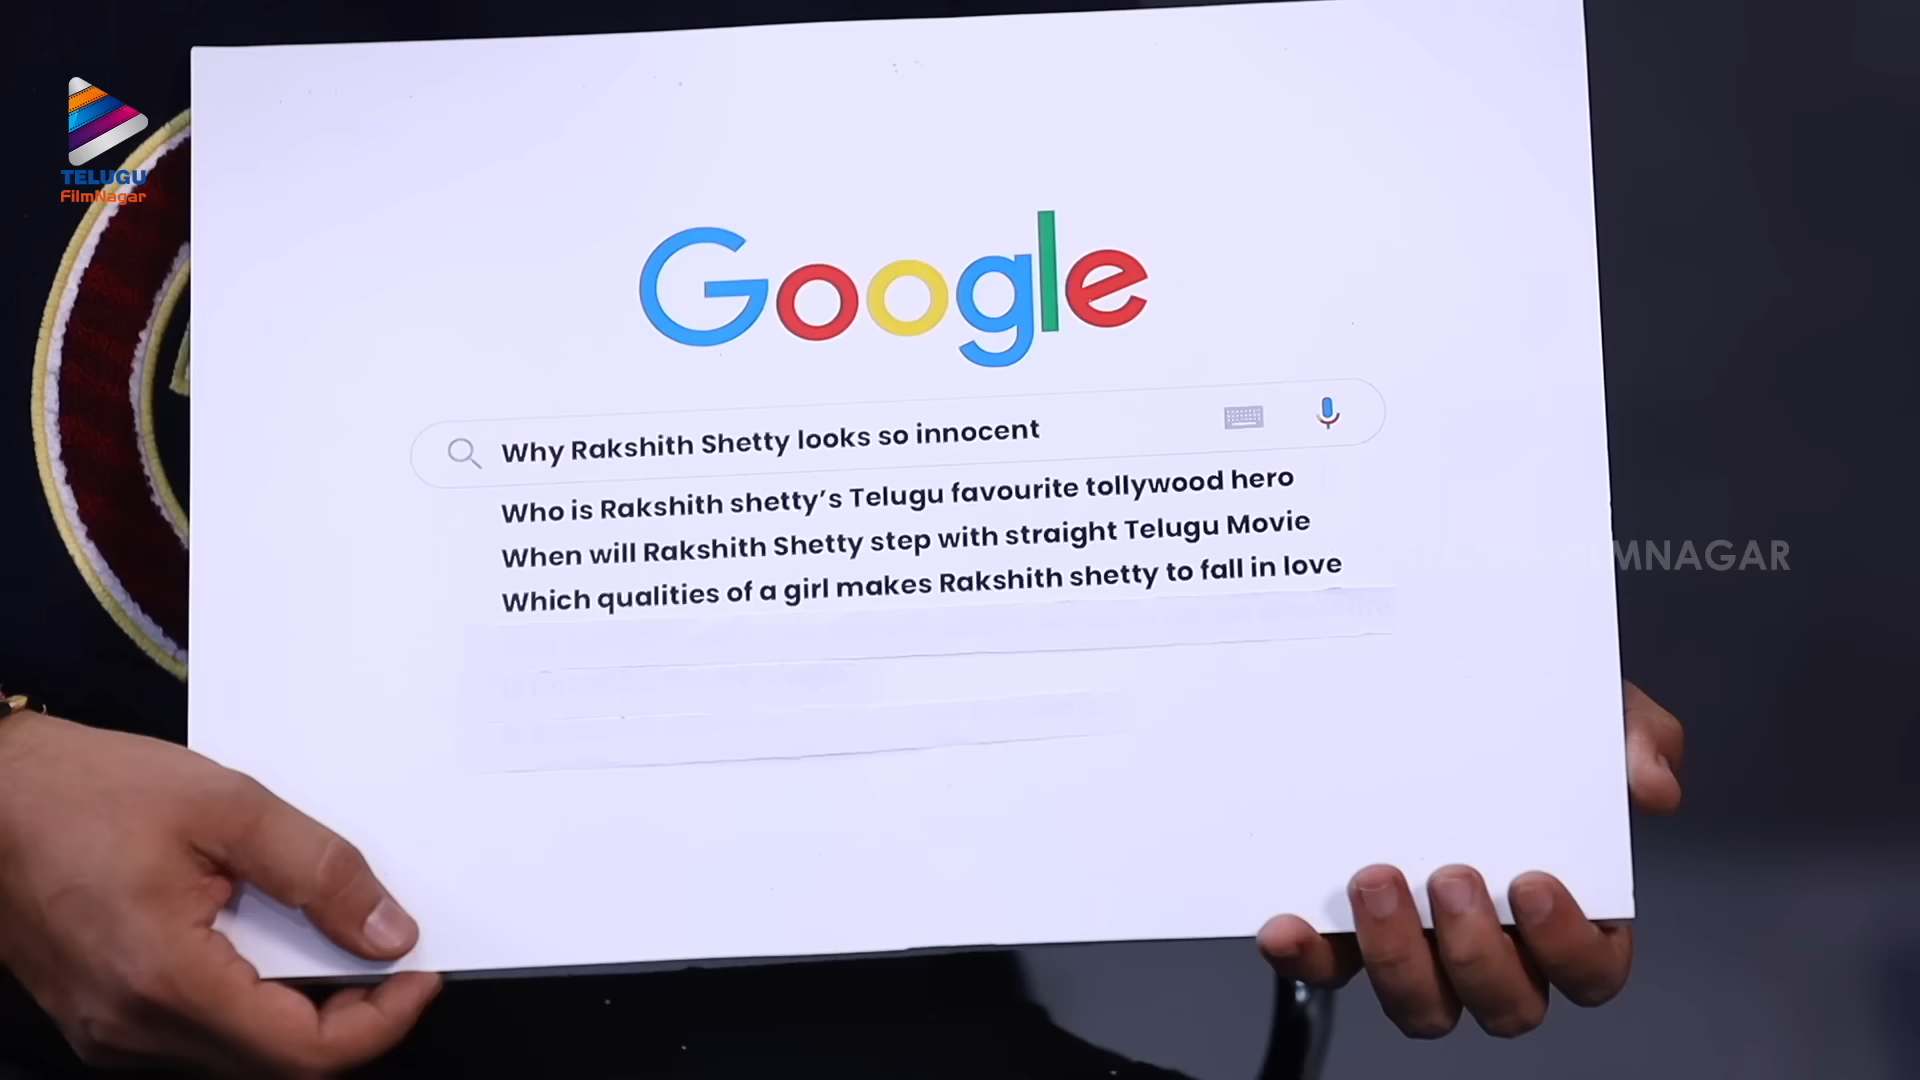 TELUGU
FilmNagar
Google
Why Rakshith Shetty looks so innocent
Who is Rakshith shetty’s Telugu favourite tollywood hero
When will Rakshith Shetty step with straight Telugu Movie
Which qualities of a girl makes Rakshith shetty to fall in love
MNAGAR